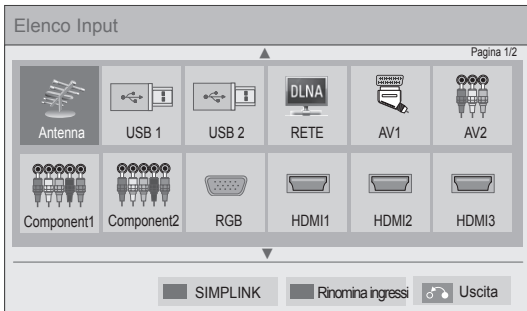 Elenco Input
Pagina 1/2
DLNA
Antenna USB 1 USB 2 RETE AV1 AV2
Component1 Component2 RGB HDMI1 HDMI2 HDMI3
SIMPLINK Rinomina ingressi Uscita